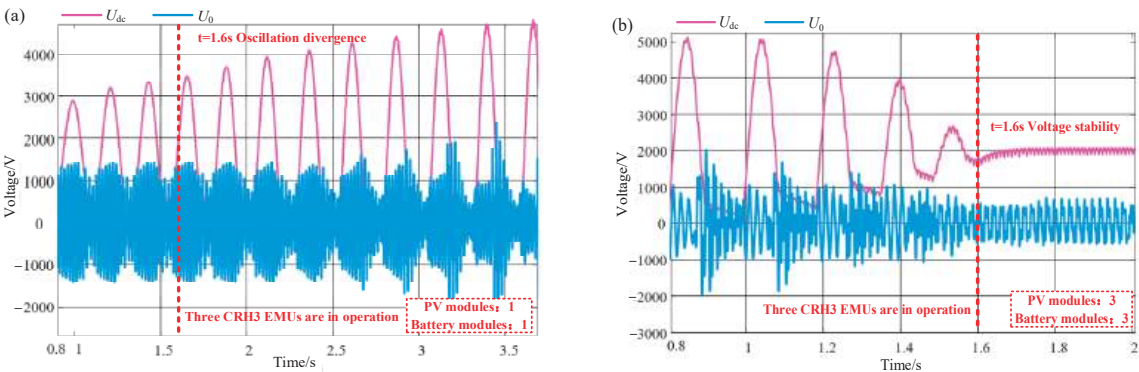 (a)
Udc U0
t=1.6s Oscillation divergence
4000
3000
2000
1000
0
−1000
−2000
Voltage/V
Three CRH3 EMUs are in operation
PV modules：1
Battery modules：1
0.8 1 1.5 2 2.5 3 3.5
Time/s
(b)
Udc U0
5000
4000
3000
2000
1000
0
−1000
−2000
−3000
Voltage/V
t=1.6s Voltage stability
Three CRH3 EMUs are in operation
PV modules：3
Battery modules：3
0.8 1 1.2 1.4 1.6 1.8 2
Time/s